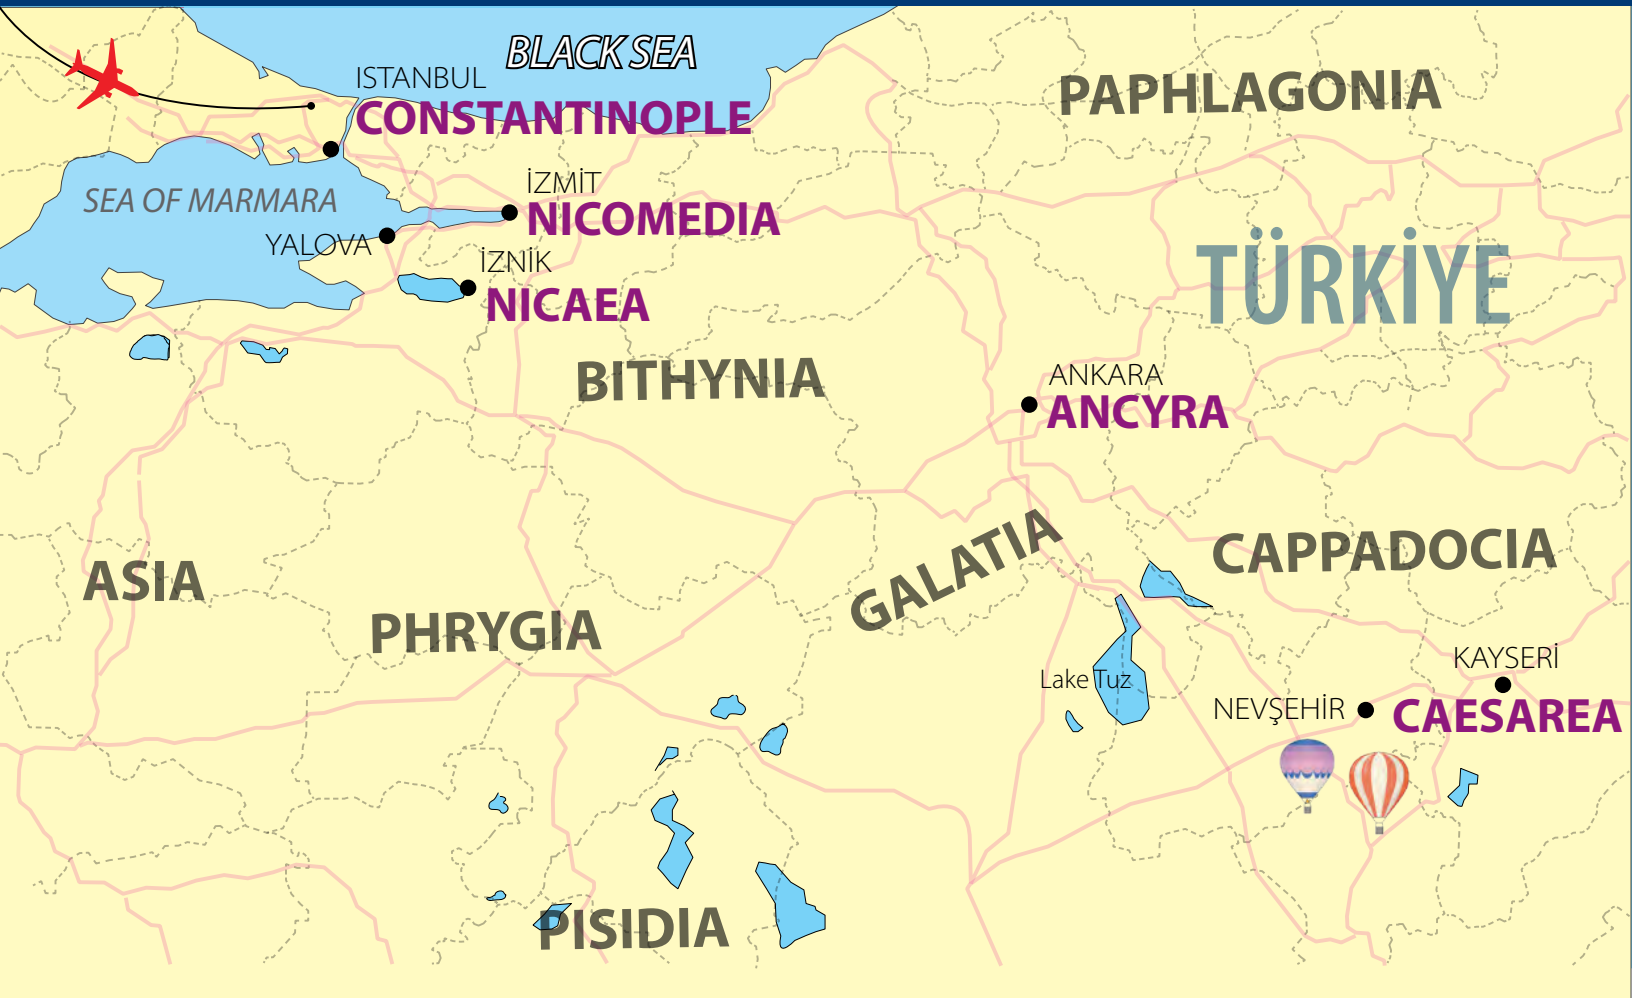 BLACK SEA
ISTANBUL
CONSTANTINOPLE
PAPHLAGONIA
SEA OF MARMARA
İZMİT
NICOMEDIA
YALOVA
İZNİK
NICAEA
TÜRKİYE
BITHYNIA
ANKARA
ANCYRA
GALATIA
CAPPADOCIA
ASIA
PHRYGIA
Lake Tuz
KAYSERİ
NEVŞEHİR
CAESAREA
PISIDIA